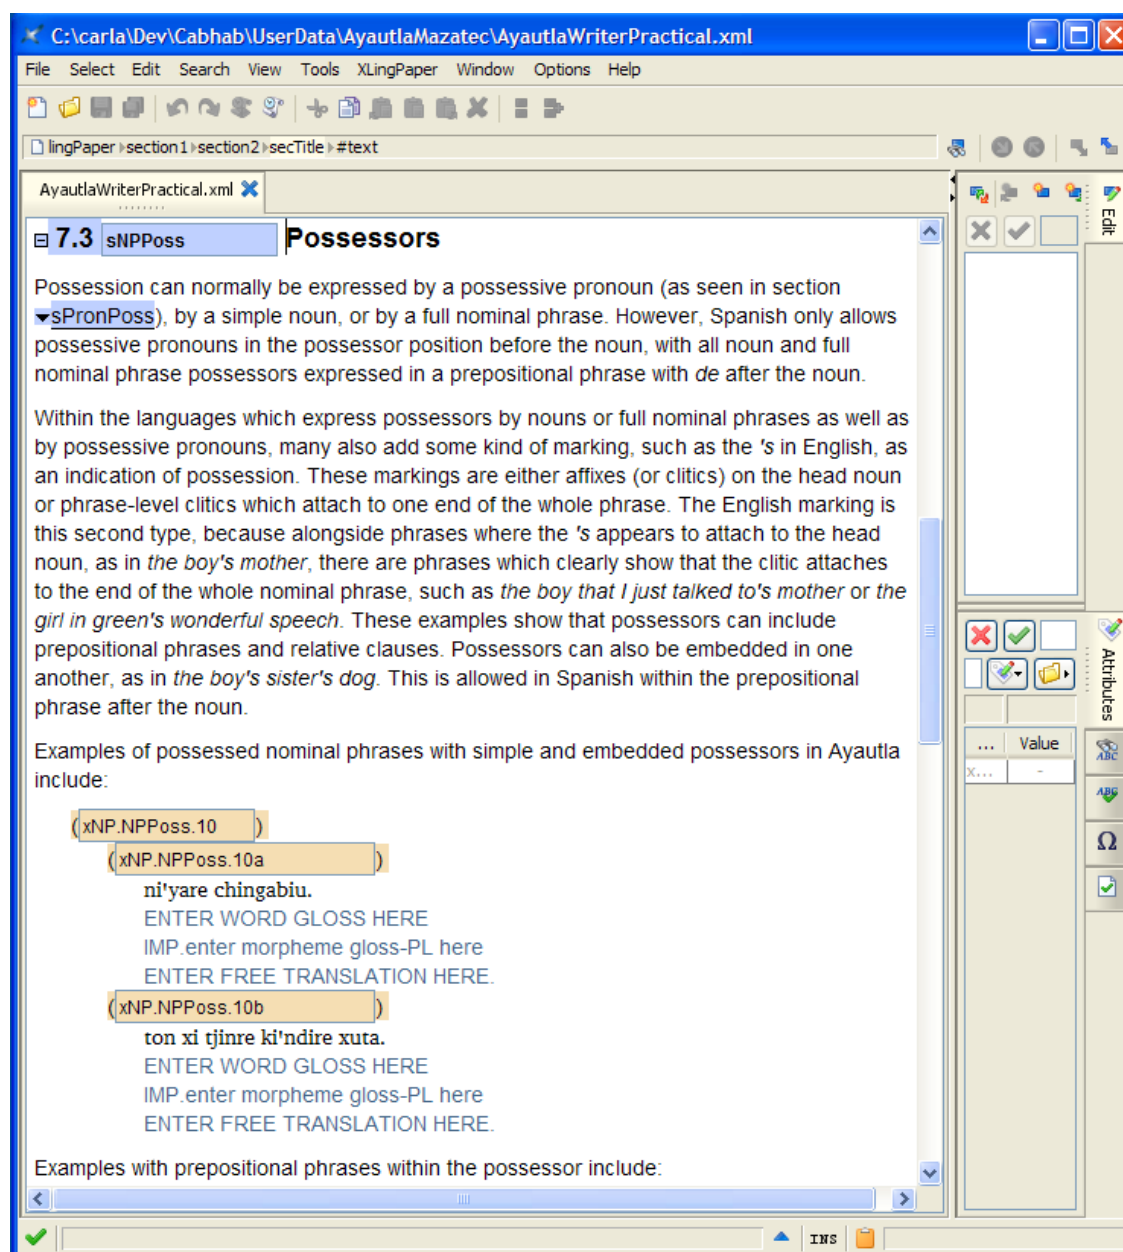 C:\carla\Dev\Cabhab\UserData\AyautlaMazatec\AyautlaWriterPractical.xml
File Select Edit Search View Tools XLingPaper Window Options Help
lingPaper section1 section2 secTitle #text
AyautlaWriterPractical.xml
7.3 sNPPoss Possessors
Possession can normally be expressed by a possessive pronoun (as seen in section
sPronPoss), by a simple noun, or by a full nominal phrase. However, Spanish only allows
possessive pronouns in the possessor position before the noun, with all noun and full
nominal phrase possessors expressed in a prepositional phrase with de after the noun.
Within the languages which express possessors by nouns or full nominal phrases as well as
by possessive pronouns, many also add some kind of marking, such as the 's in English, as
an indication of possession. These markings are either affixes (or clitics) on the head noun
or phrase-level clitics which attach to one end of the whole phrase. The English marking is
this second type, because alongside phrases where the 's appears to attach to the head
noun, as in the boy's mother, there are phrases which clearly show that the clitic attaches
to the end of the whole nominal phrase, such as the boy that I just talked to's mother or the
girl in green's wonderful speech. These examples show that possessors can include
prepositional phrases and relative clauses. Possessors can also be embedded in one
another, as in the boy's sister's dog. This is allowed in Spanish within the prepositional
phrase after the noun.
Examples of possessed nominal phrases with simple and embedded possessors in Ayautla
include:
(xNP.NPPoss.10)
(xNP.NPPoss.10a)
ni'yare chingabiu.
ENTER WORD GLOSS HERE
IMP.enter morpheme gloss-PL here
ENTER FREE TRANSLATION HERE.
(xNP.NPPoss.10b)
ton xi tjinre ki'ndire xuta.
ENTER WORD GLOSS HERE
IMP.enter morpheme gloss-PL here
ENTER FREE TRANSLATION HERE.
Examples with prepositional phrases within the possessor include:
Edit
Attributes
... Value
x... -
ABC
ABC
Ω
INS